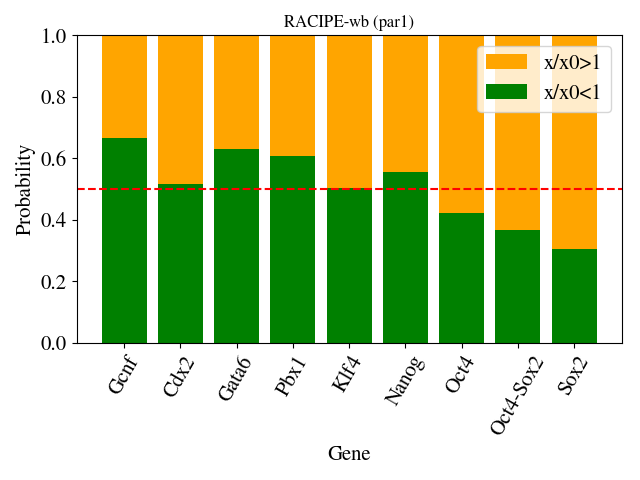 RACIPE-wb (par1)
1.0
0.8
0.6
0.4
0.2
0.0
Probability
x/x0>1
x/x0<1
Gcnf
Cdx2
Gata6
Pbx1
Klf4
Nanog
Oct4
Oct4-Sox2
Sox2
Gene